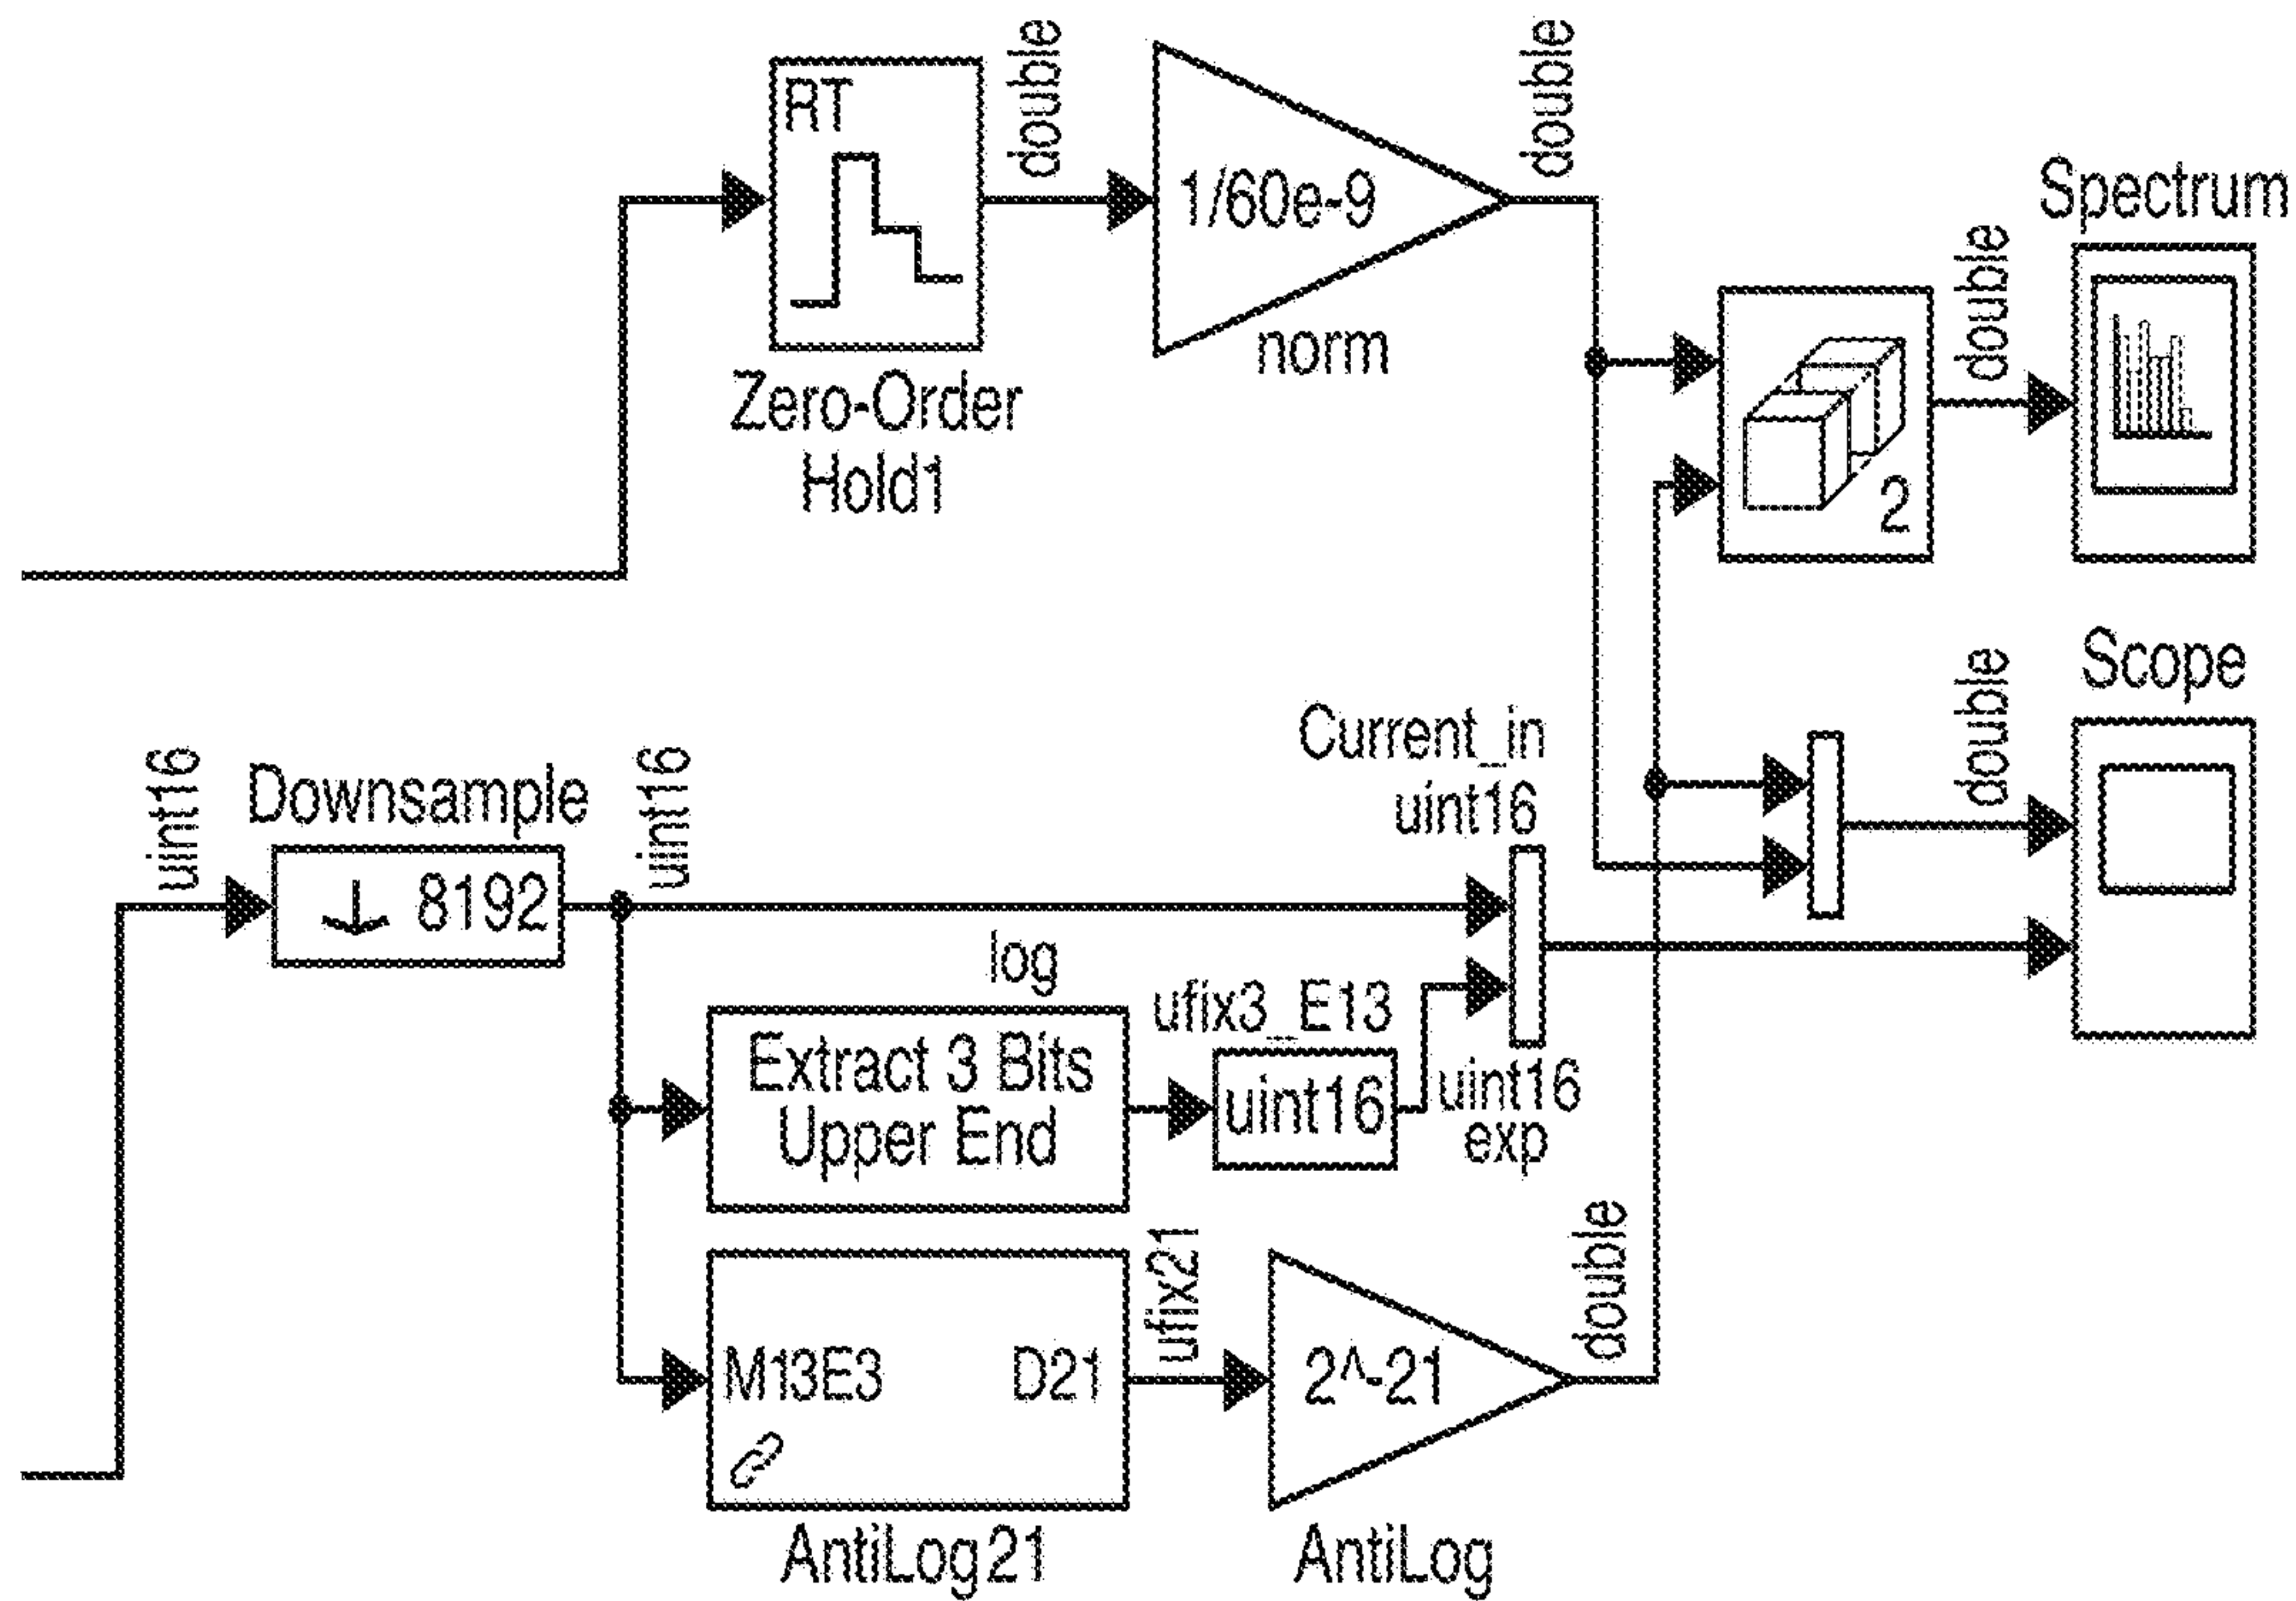 RT
double
1/60e-9
double
norm
Zero-Order
Hold1
double
Spectrum
2
uint16
Downsample
8192
uint16
log
Current_in
uint16
double
Scope
Extract 3 Bits
Upper End
ufix3_E13
uint16
uint16
exp
M13E3
D21
ufix21
2^-21
double
AntiLog21
AntiLog